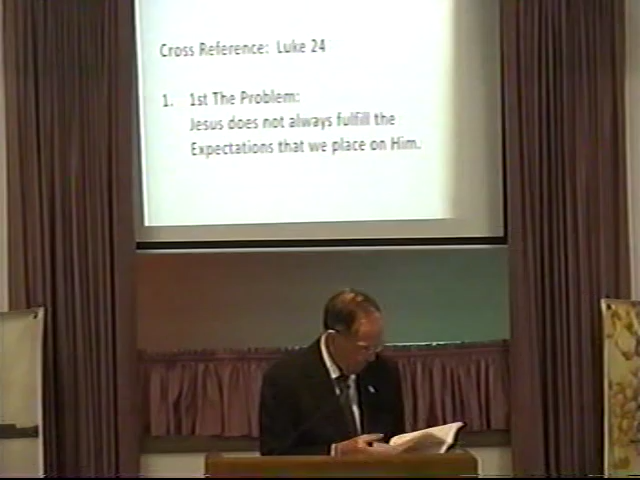 Cross Reference: Luke 24
1. 1st The Problem:
Jesus does not always fulfill the
Expectations that we place on Him.